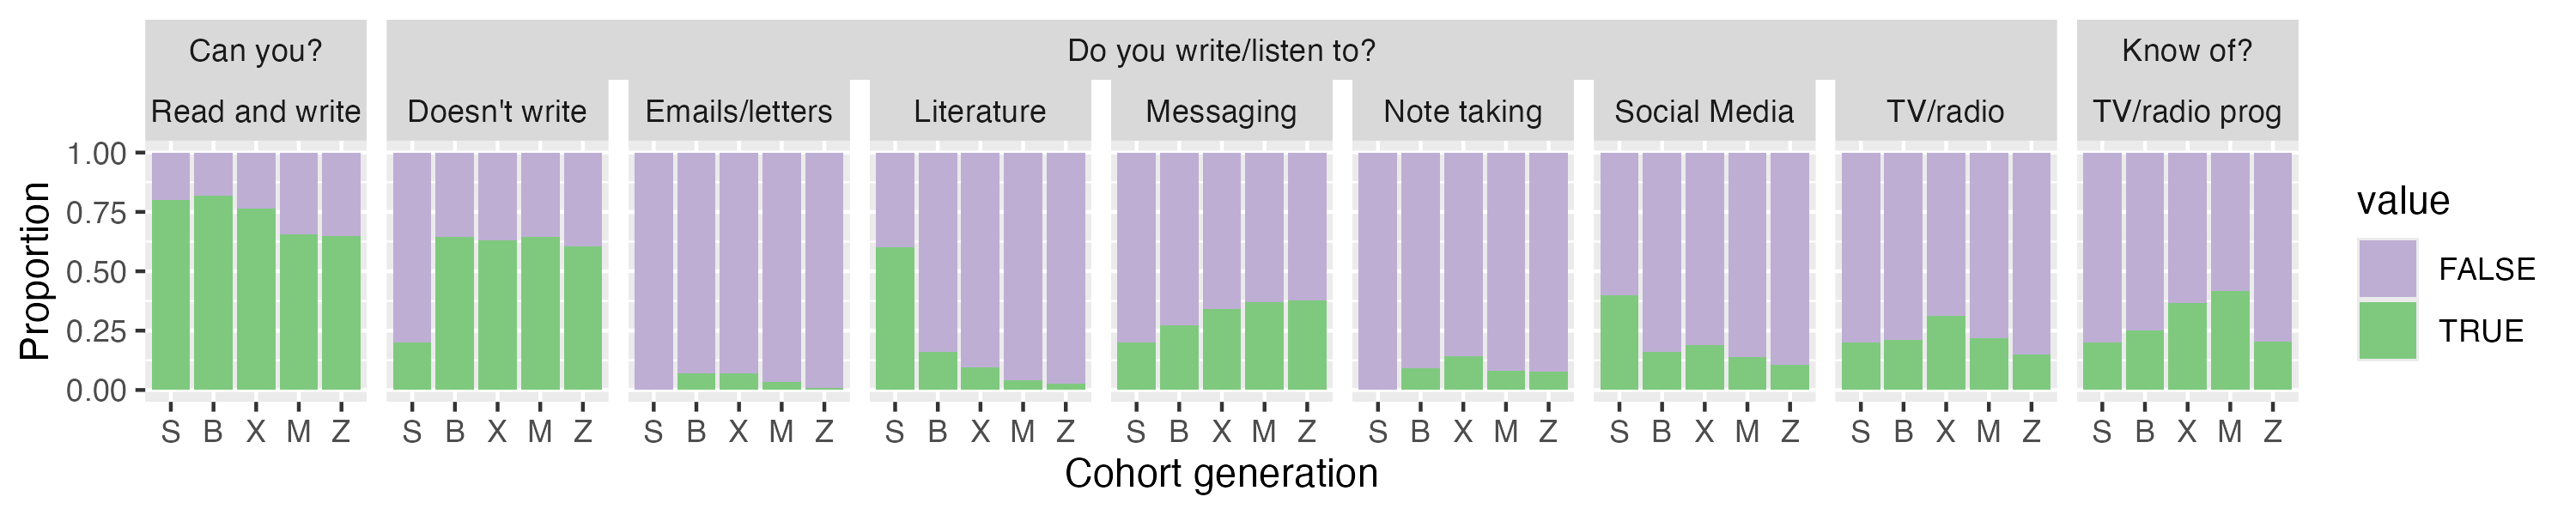 Can you? Do you write/listen to? Know of?
Read and write Doesn't write Emails/letters Literature Messaging Note taking Social Media TV/radio TV/radio prog
Proportion
1.00
0.75
0.50
0.25
0.00
S B X M Z S B X M Z S B X M Z S B X M Z S B X M Z S B X M Z S B X M Z S B X M Z S B X M Z
Cohort generation
value
FALSE
TRUE